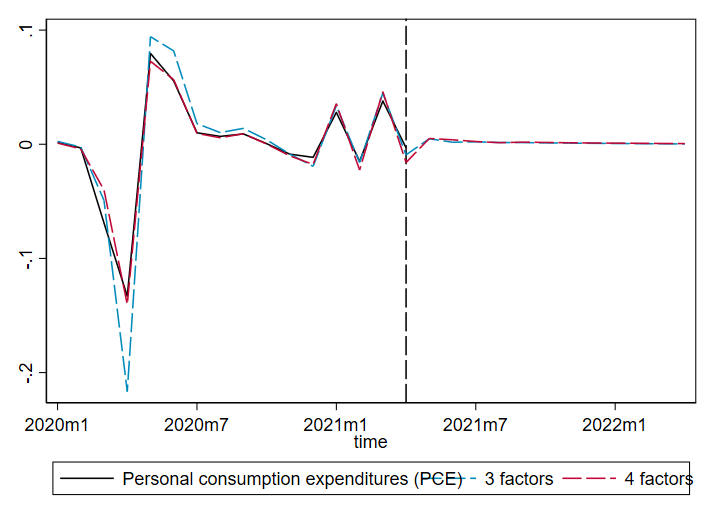 .1
0
-.1
-.2
2020m1 2020m7 2021m1 2021m7 2022m1
time
Personal consumption expenditures (PCE) 3 factors 4 factors